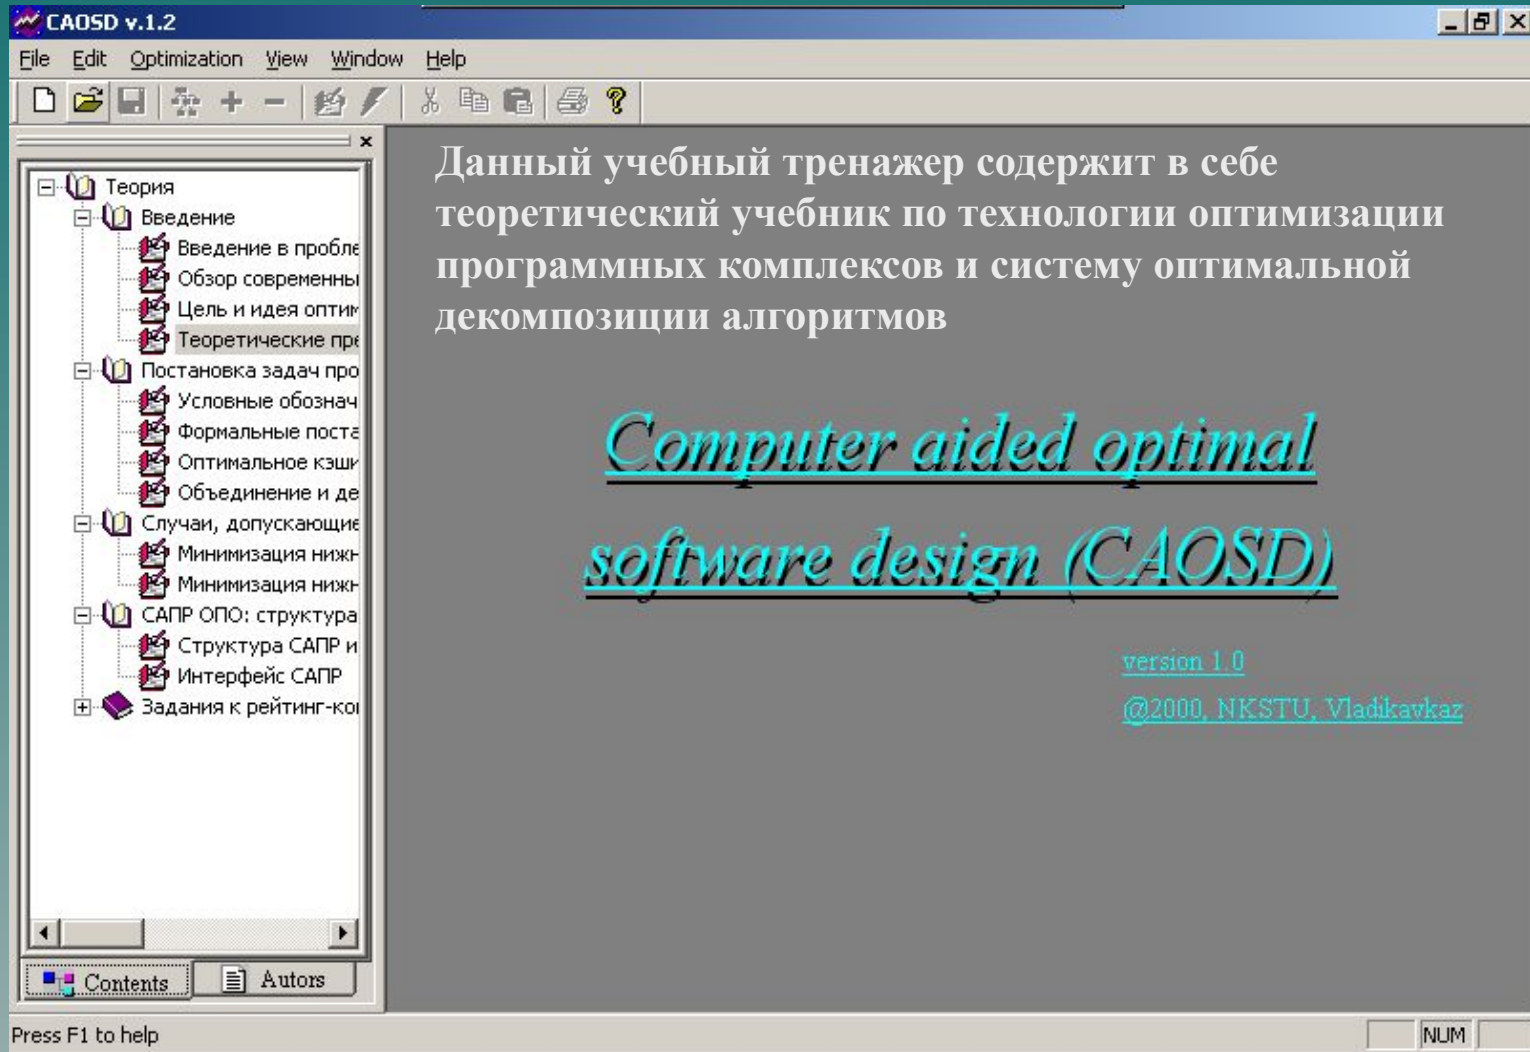 CAOSD v.1.2
File Edit Optimization View Window Help
Теория
Введение
Введение в пробле
Обзор современны
Цель и идея оптим
Теоретические пре
Постановка задач про
Условные обознач
Формальные поста
Оптимальное кэши
Объединение и де
Случаи, допускающие
Минимизация нижн
Минимизация нижн
САПР ОПО: структура
Структура САПР и
Интерфейс САПР
Задания к рейтинг-кон
Contents Autors
Данный учебный тренажер содержит в себе
теоретический учебник по технологии оптимизации
программных комплексов и систему оптимальной
декомпозиции алгоритмов
Computer aided optimal
software design (CAOSD)
version 1.0
@2000, NKSTU, Vladikavkaz
Press F1 to help NUM